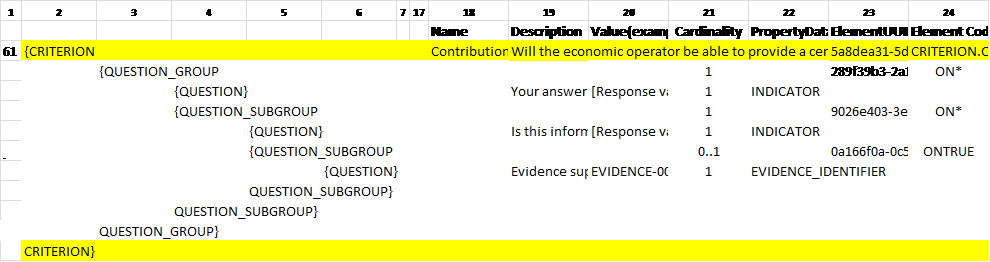 1 2 3 4 5 6 7 17 18 19 20 21 22 23 24
Name Description Value(examp Cardinality PropertyDat ElementUUI Element Cod
61 {CRITERION Contribution Will the economic operator be able to provide a cer 5a8dea31-5d CRITERION.C
{QUESTION_GROUP 1 289f39b3-2a1 ON*
{QUESTION} Your answer [Response va 1 INDICATOR
{QUESTION_SUBGROUP 1 9026e403-3e ON*
{QUESTION} Is this inform [Response va 1 INDICATOR
{QUESTION_SUBGROUP 0..1 0a166f0a-0c5 ONTRUE
{QUESTION} Evidence sup EVIDENCE-00 1 EVIDENCE_IDENTIFIER
QUESTION_SUBGROUP}
QUESTION_SUBGROUP}
QUESTION_GROUP}
CRITERION}